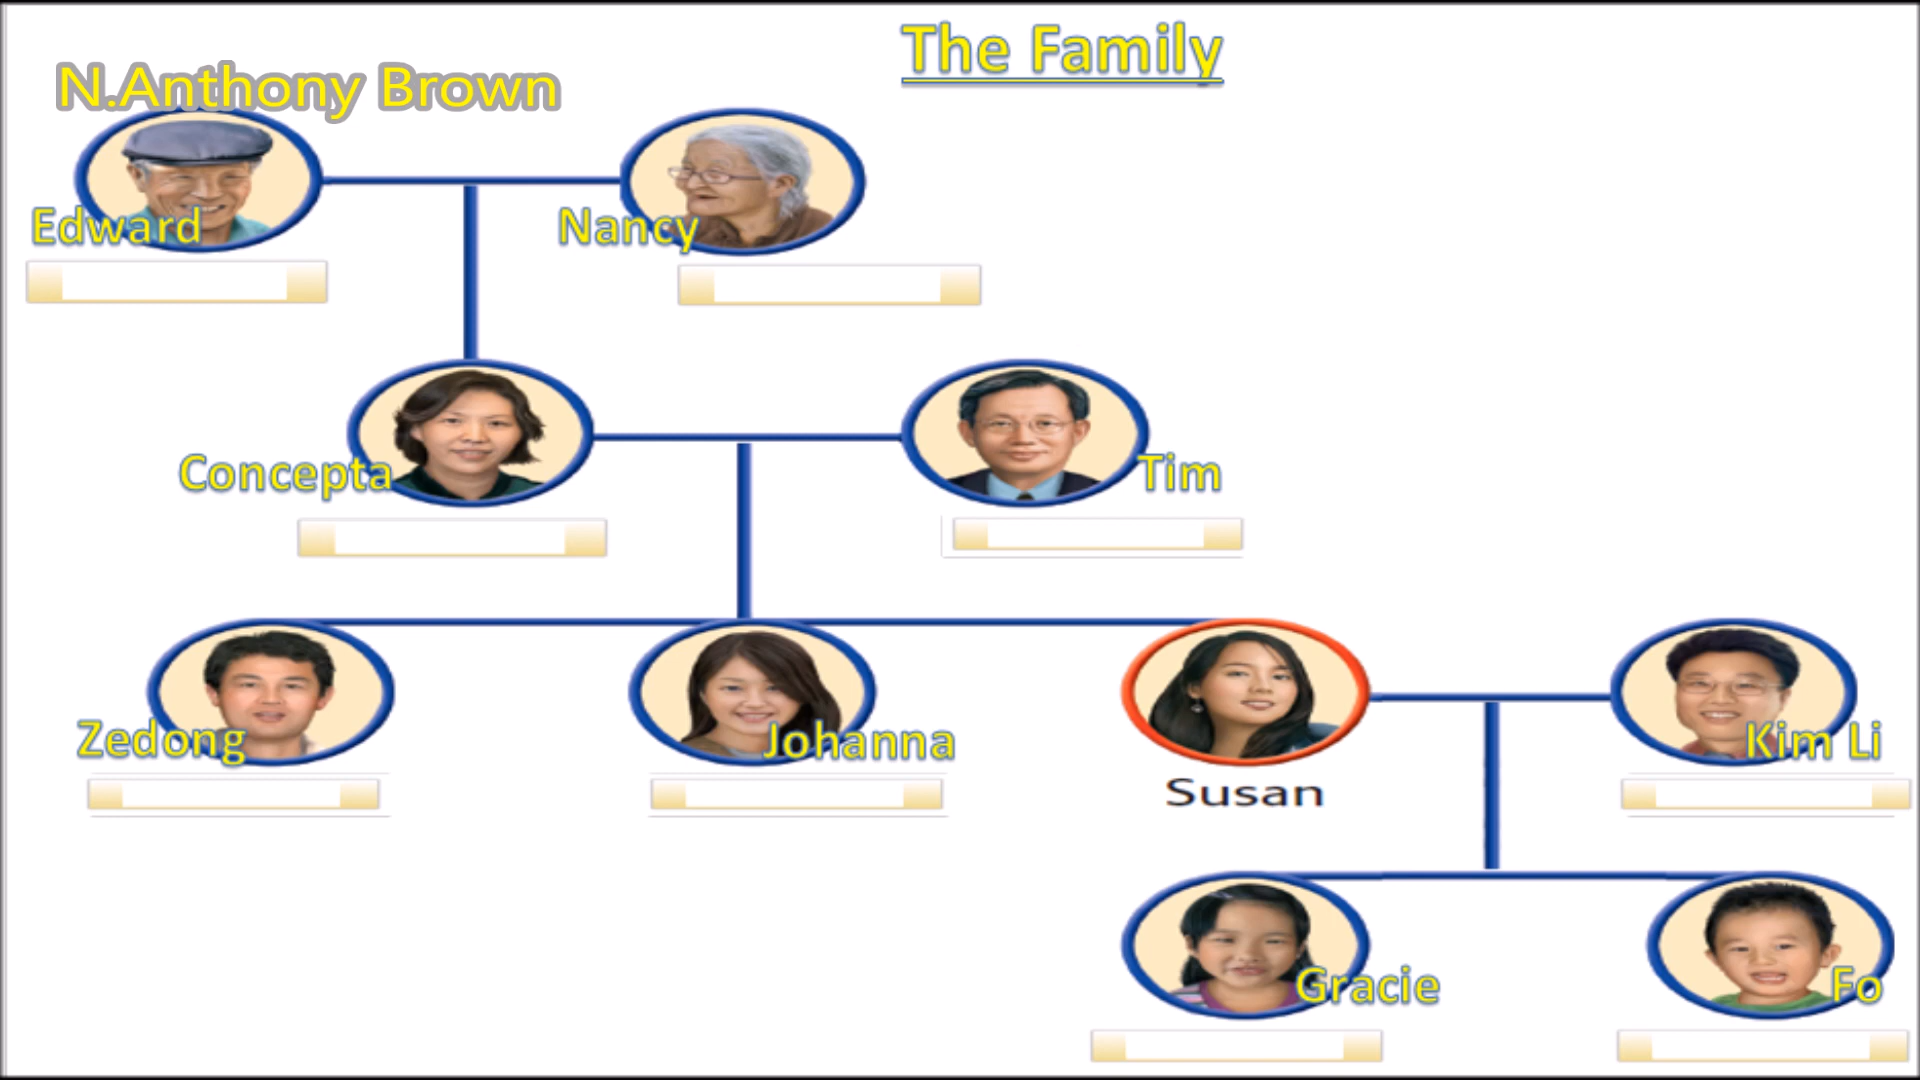 The Family
N.Anthony Brown
Edward
Nancy
Concepta
Tim
Zedong
Johanna
Susan
Kim Li
Gracie
Fo